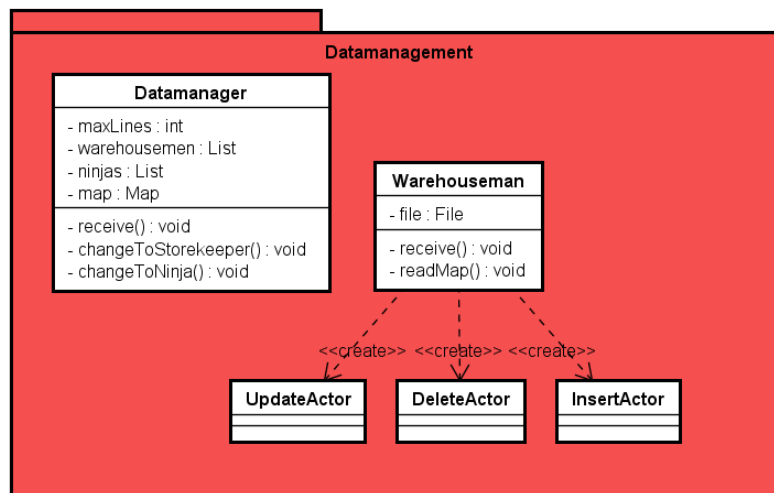 Datamanagement
Datamanager
- maxLines : int
- warehousemen : List
- ninjas : List
- map : Map
- receive() : void
- changeToStorekeeper() : void
- changeToNinja() : void
Warehouseman
- file : File
- receive() : void
- readMap() : void
<<create>> <<create>> <<create>>
UpdateActor
DeleteActor
InsertActor